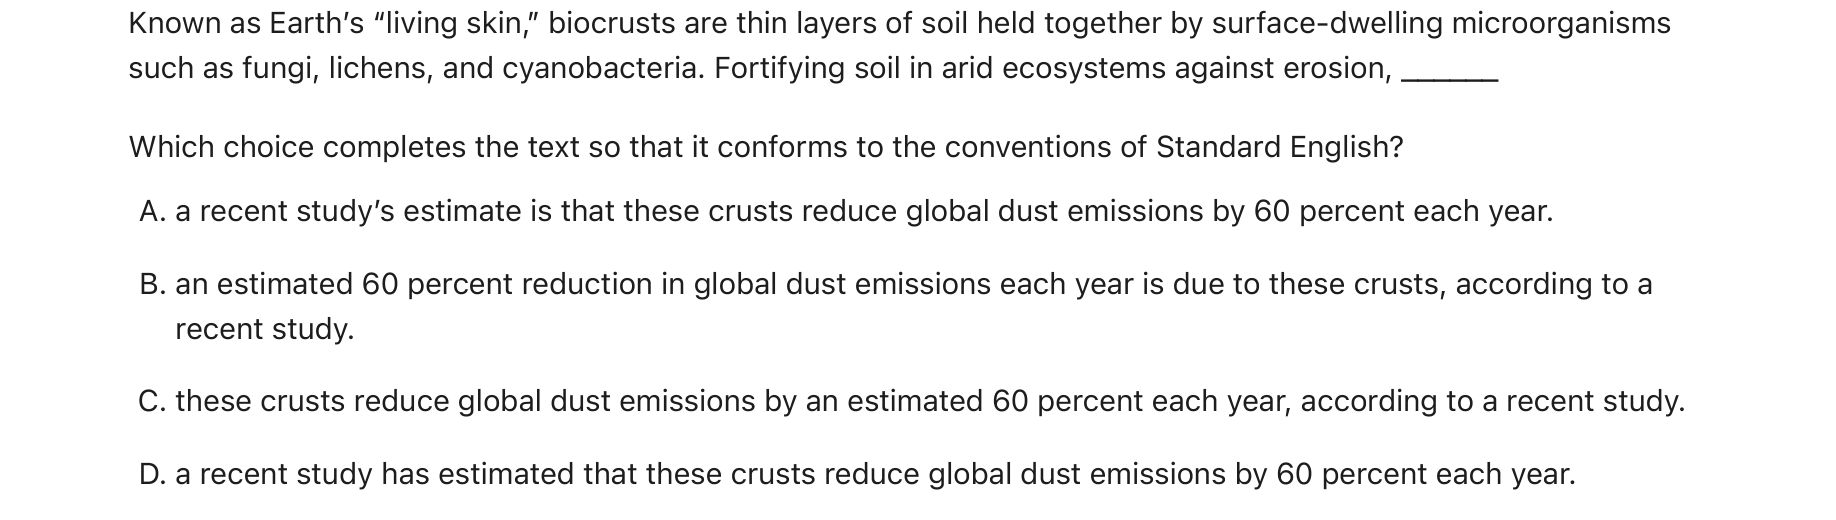 Known as Earth’s “living skin,” biocrusts are thin layers of soil held together by surface-dwelling microorganisms
such as fungi, lichens, and cyanobacteria. Fortifying soil in arid ecosystems against erosion, ______
Which choice completes the text so that it conforms to the conventions of Standard English?
A. a recent study’s estimate is that these crusts reduce global dust emissions by 60 percent each year.
B. an estimated 60 percent reduction in global dust emissions each year is due to these crusts, according to a
recent study.
C. these crusts reduce global dust emissions by an estimated 60 percent each year, according to a recent study.
D. a recent study has estimated that these crusts reduce global dust emissions by 60 percent each year.